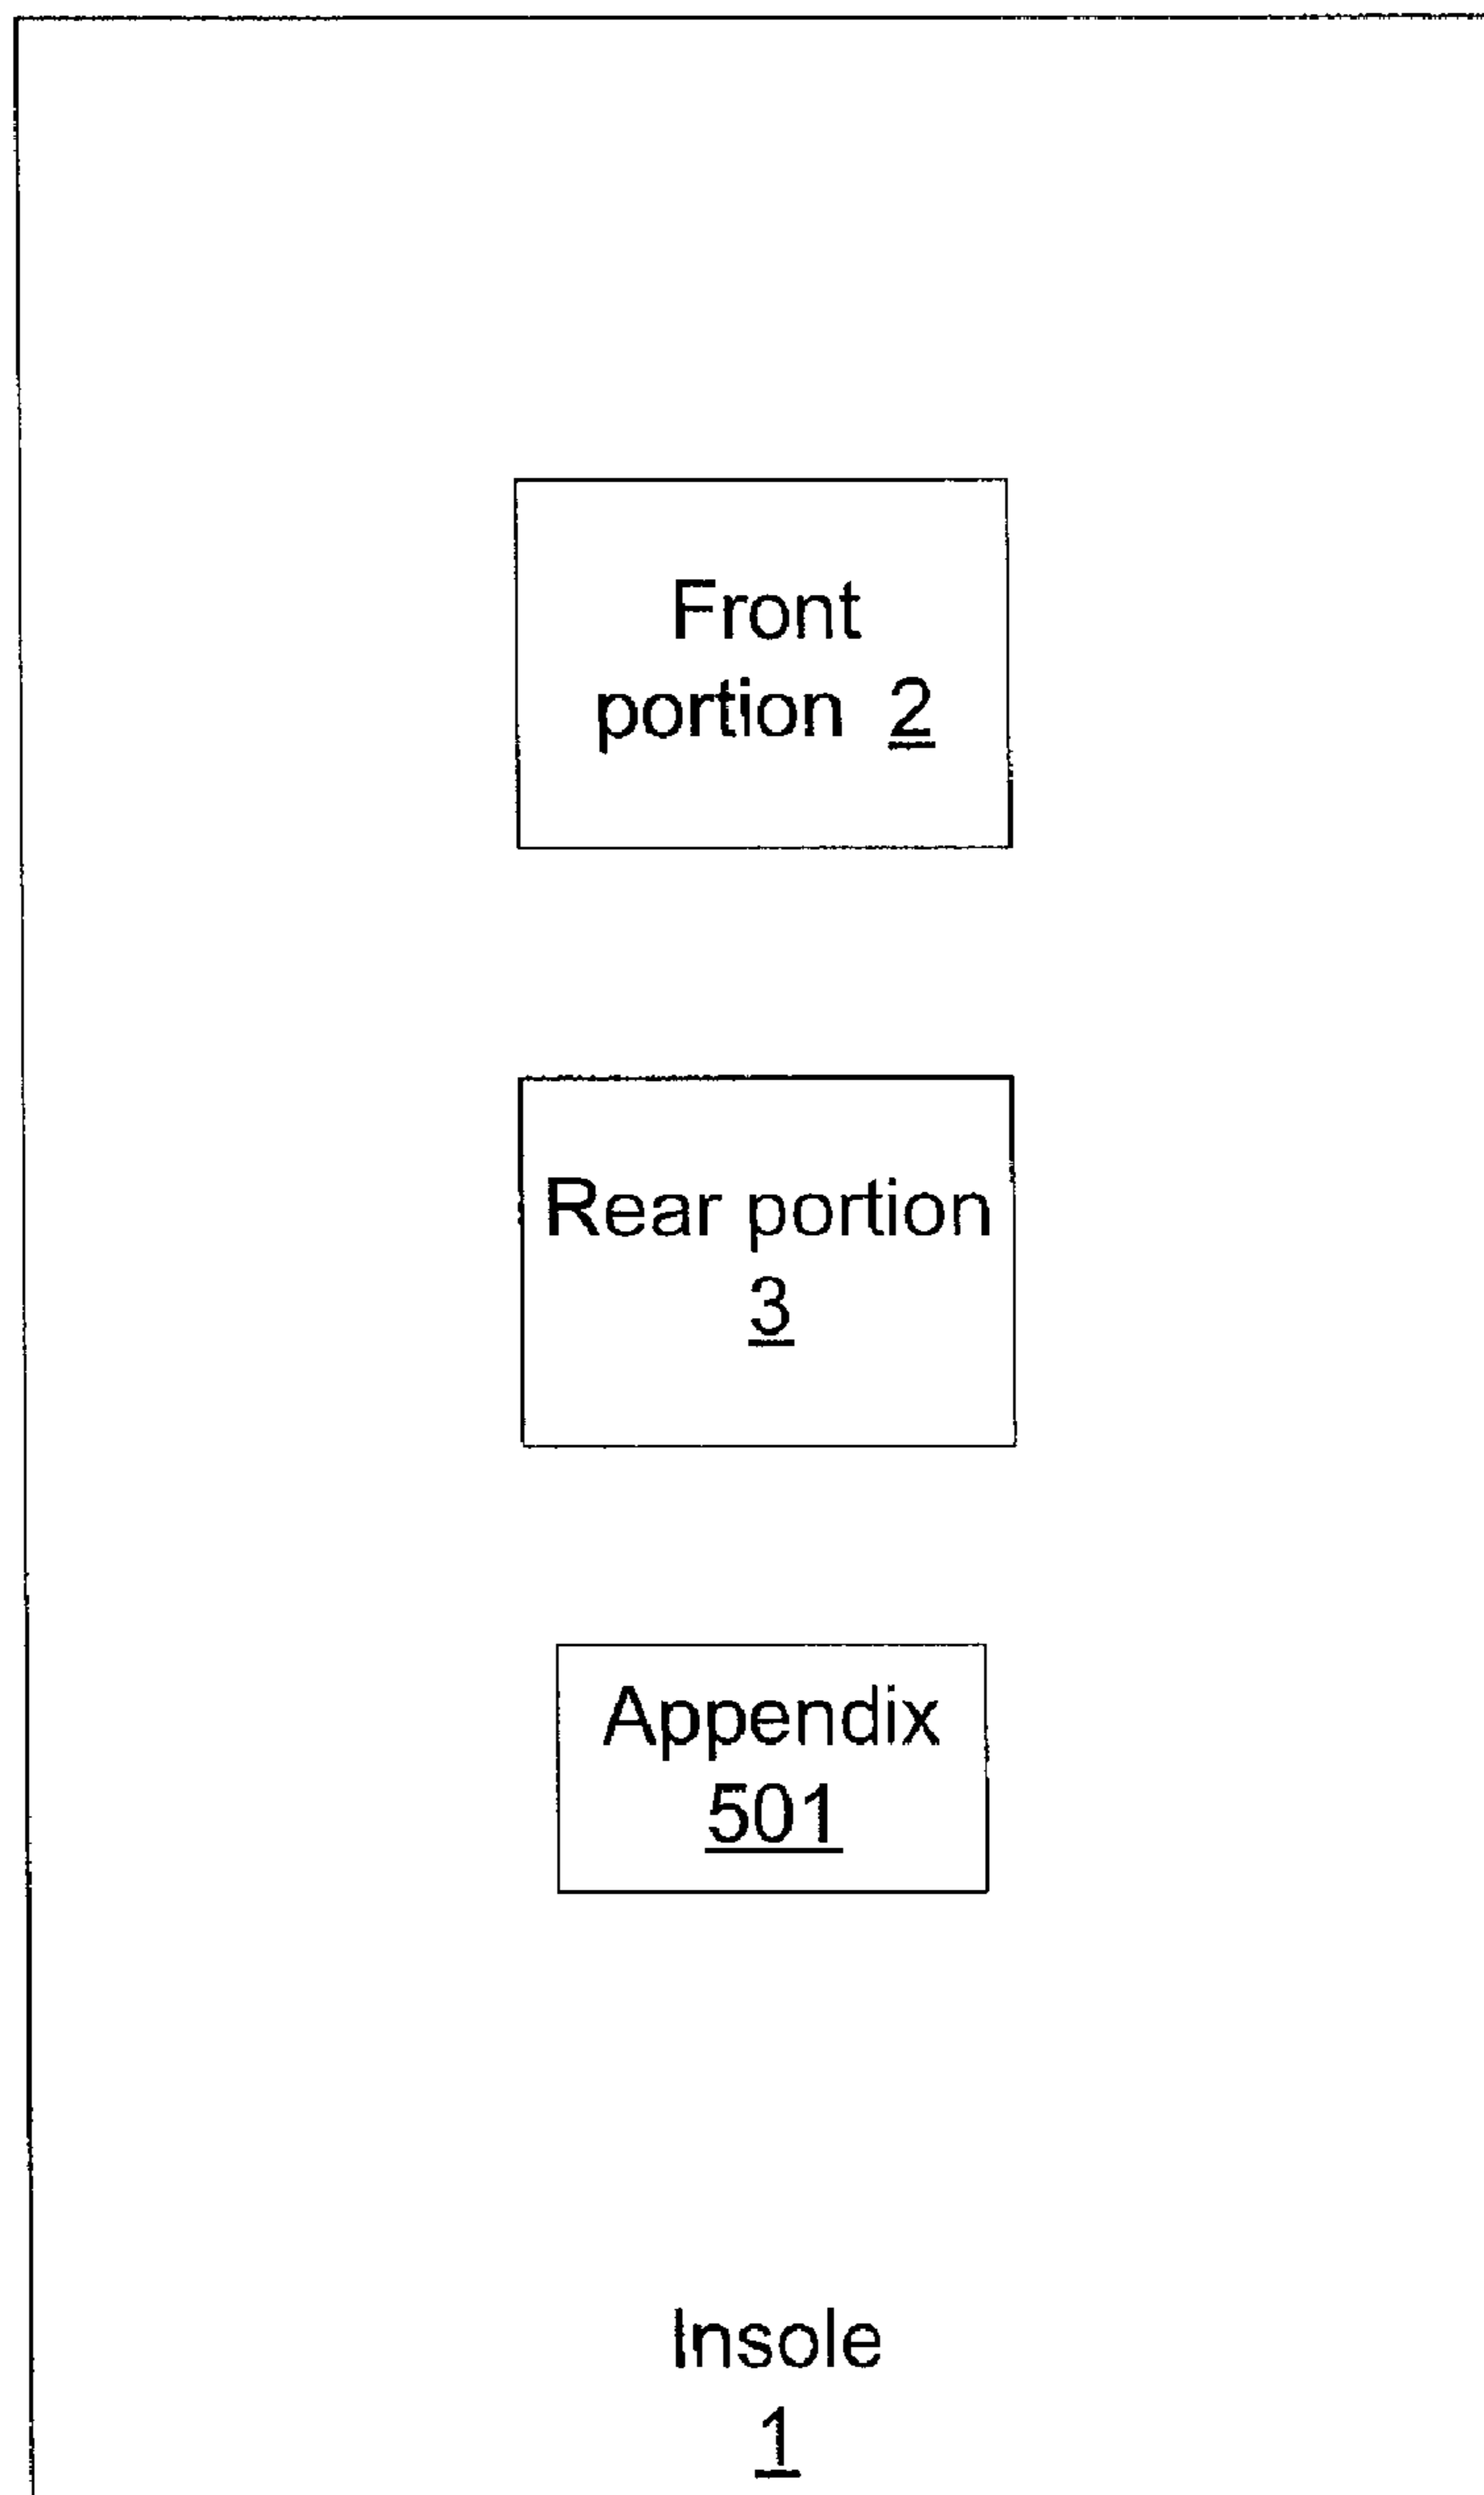 Front
portion 2
Rear portion
3
Appendix
501
Insole
1